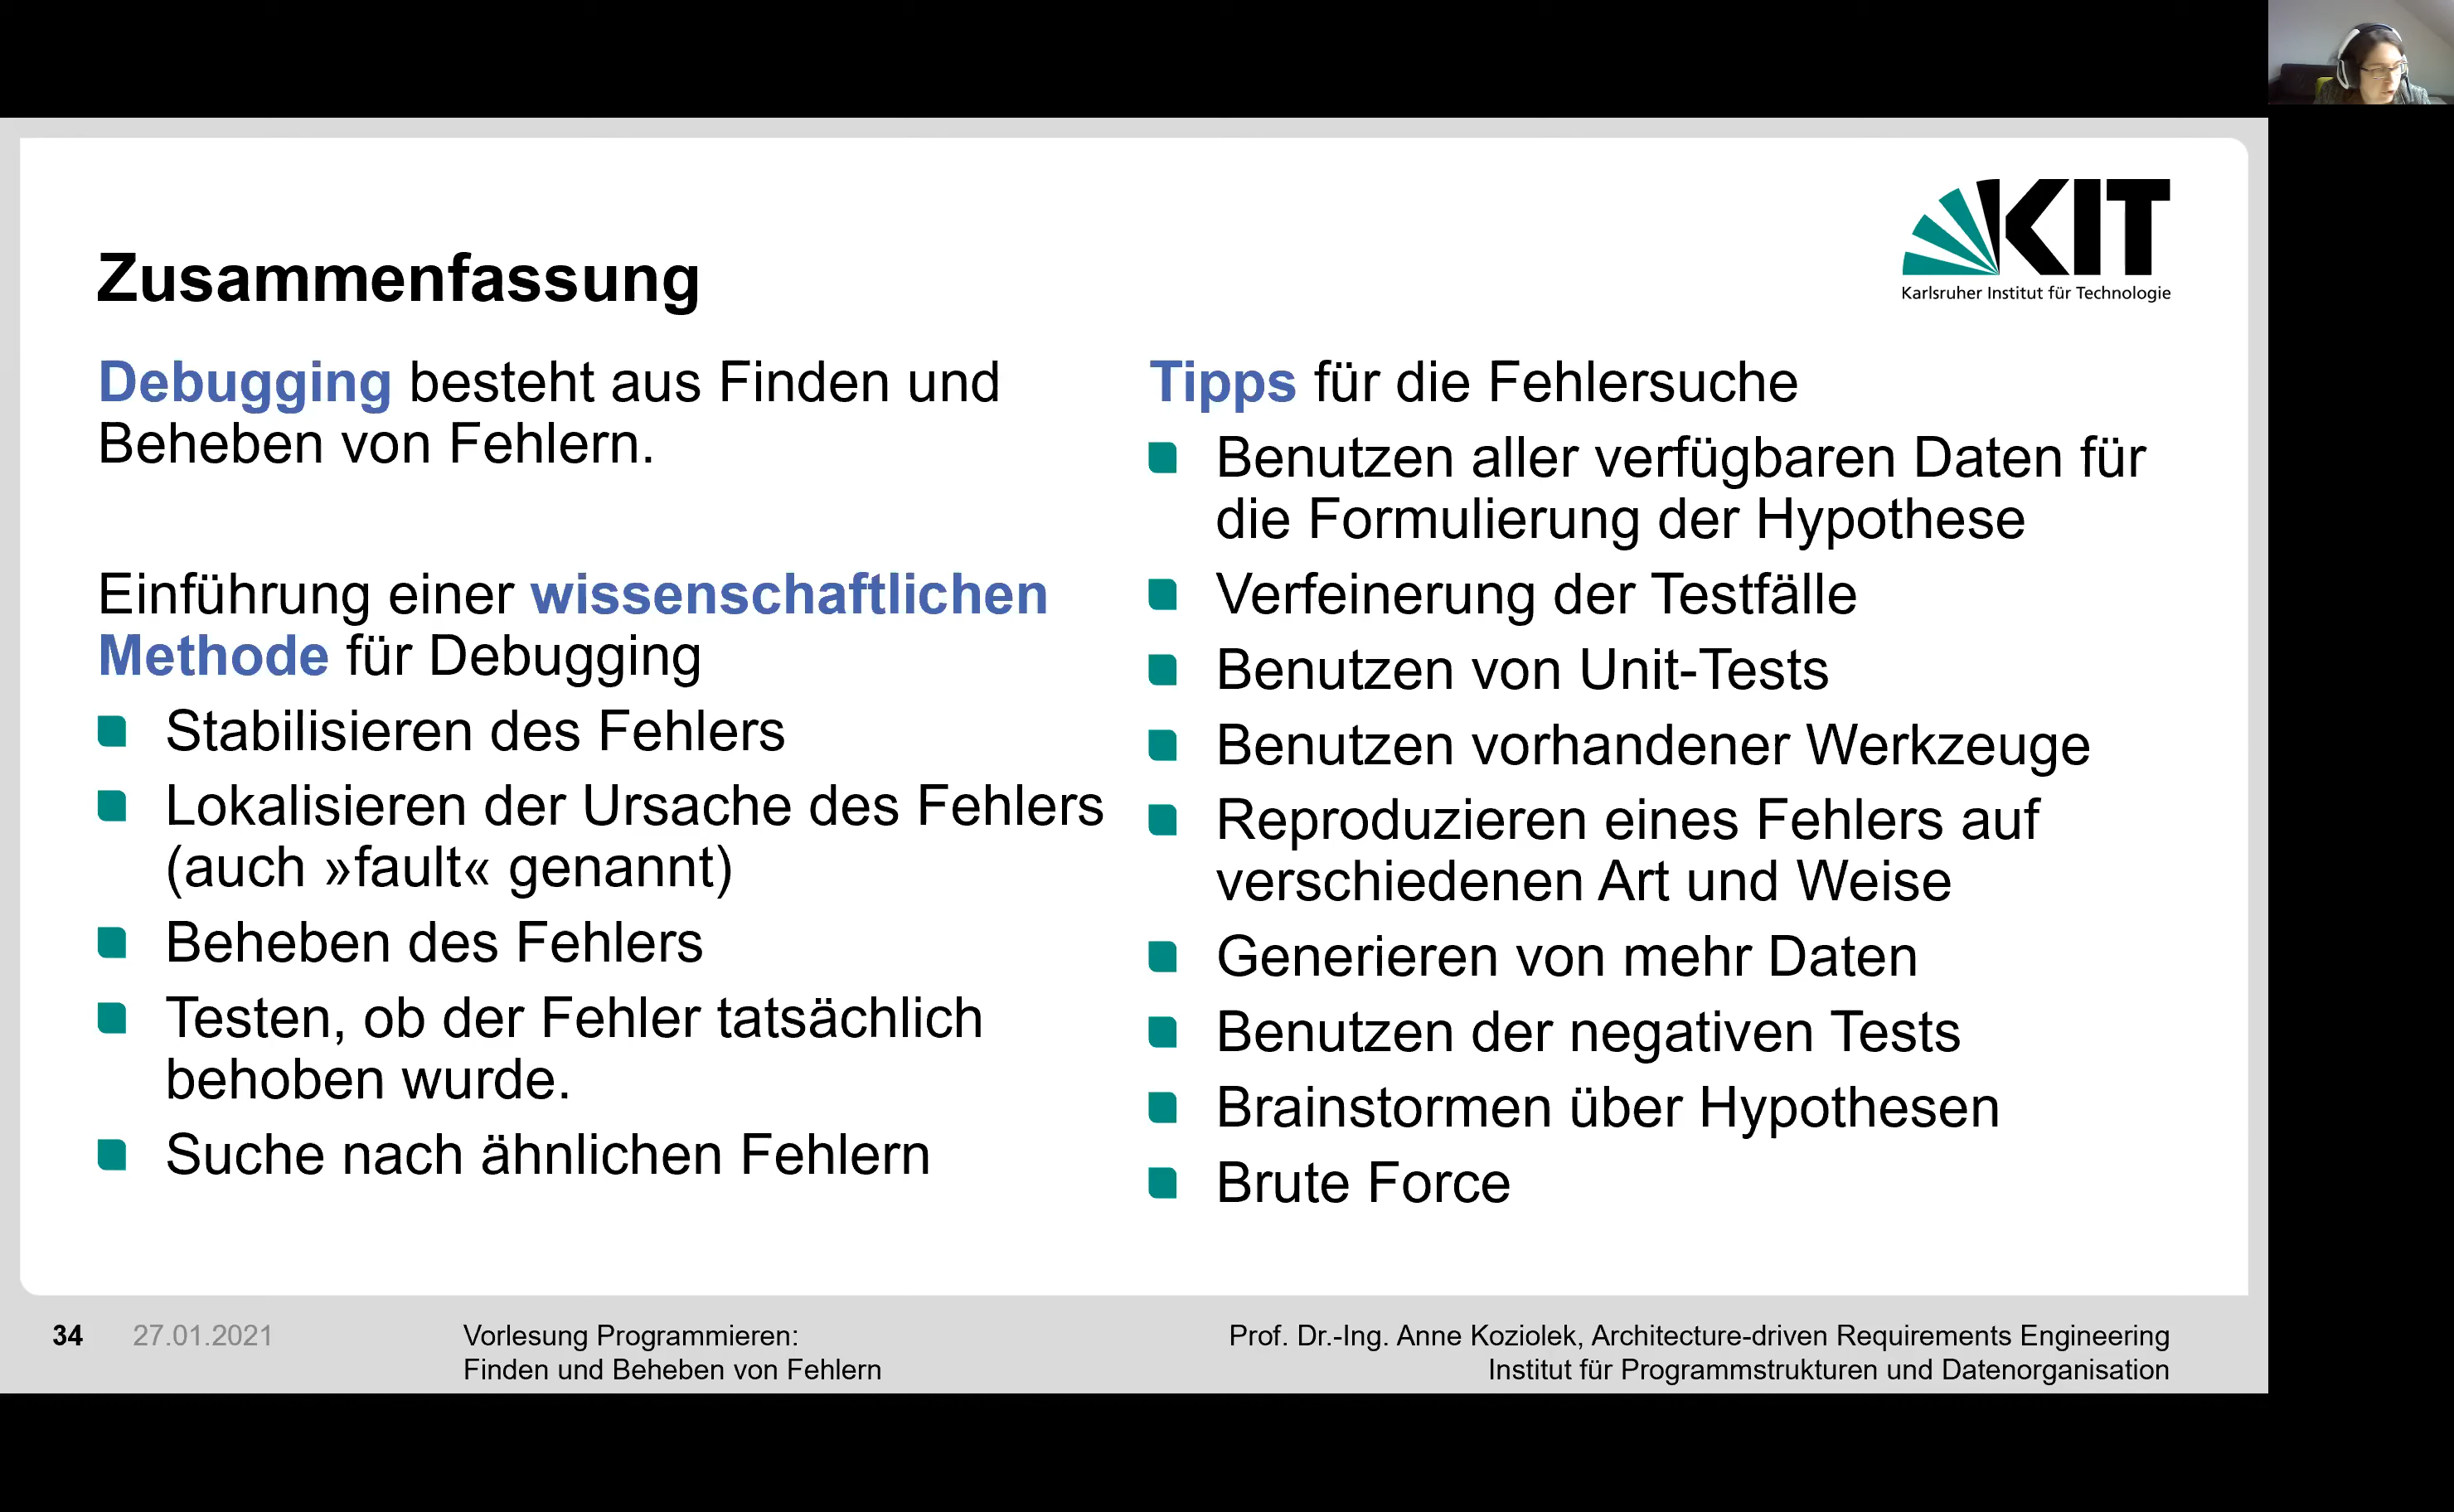 Zusammenfassung
KIT
Karlsruher Institut für Technologie
Debugging besteht aus Finden und
Beheben von Fehlern.
Einführung einer wissenschaftlichen
Methode für Debugging
Stabilisieren des Fehlers
Lokalisieren der Ursache des Fehlers
(auch »fault« genannt)
Beheben des Fehlers
Testen, ob der Fehler tatsächlich
behoben wurde.
Suche nach ähnlichen Fehlern
Tipps für die Fehlersuche
Benutzen aller verfügbaren Daten für
die Formulierung der Hypothese
Verfeinerung der Testfälle
Benutzen von Unit-Tests
Benutzen vorhandener Werkzeuge
Reproduzieren eines Fehlers auf
verschiedenen Art und Weise
Generieren von mehr Daten
Benutzen der negativen Tests
Brainstormen über Hypothesen
Brute Force
34
27.01.2021
Vorlesung Programmieren:
Finden und Beheben von Fehlern
Prof. Dr.-Ing. Anne Koziolek, Architecture-driven Requirements Engineering
Institut für Programmstrukturen und Datenorganisation